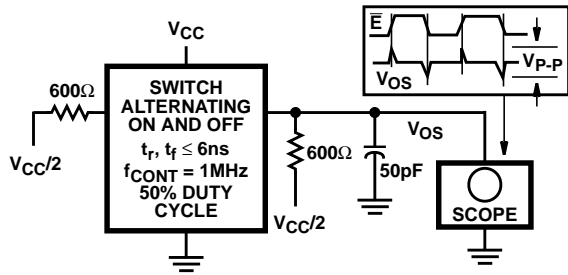 V_CC
600Ω
V_CC/2
SWITCH
ALTERNATING
ON AND OFF
t_r, t_f ≤ 6ns
f_CONT = 1MHz
50% DUTY
CYCLE
600Ω
V_CC/2
50pF
V_OS
E̅
V_OS
V_P-P
SCOPE